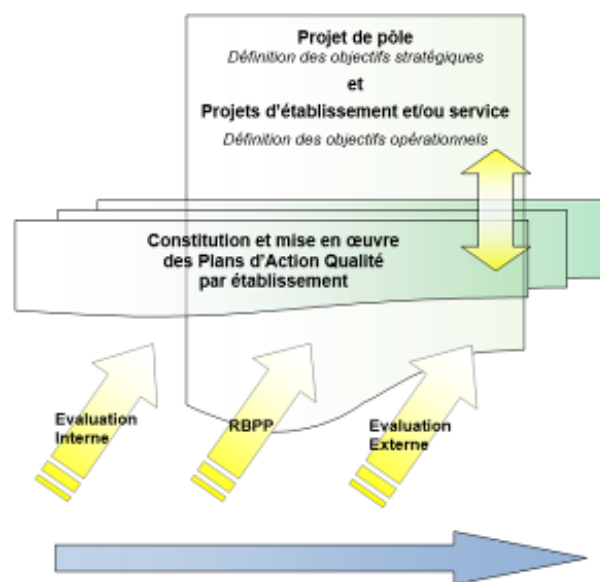 Projet de pôle
Définition des objectifs stratégiques
et
Projets d'établissement et/ou service
Définition des objectifs opérationnels
Constitution et mise en œuvre
des Plans d'Action Qualité
par établissement
Evaluation
Interne
RBPP
Evaluation
Externe